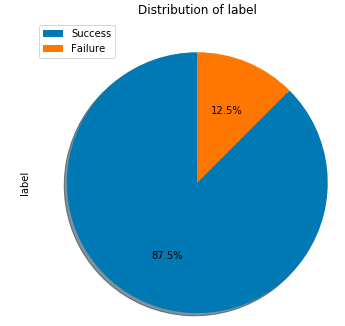 Distribution of label
Success
Failure
12.5%
label
87.5%